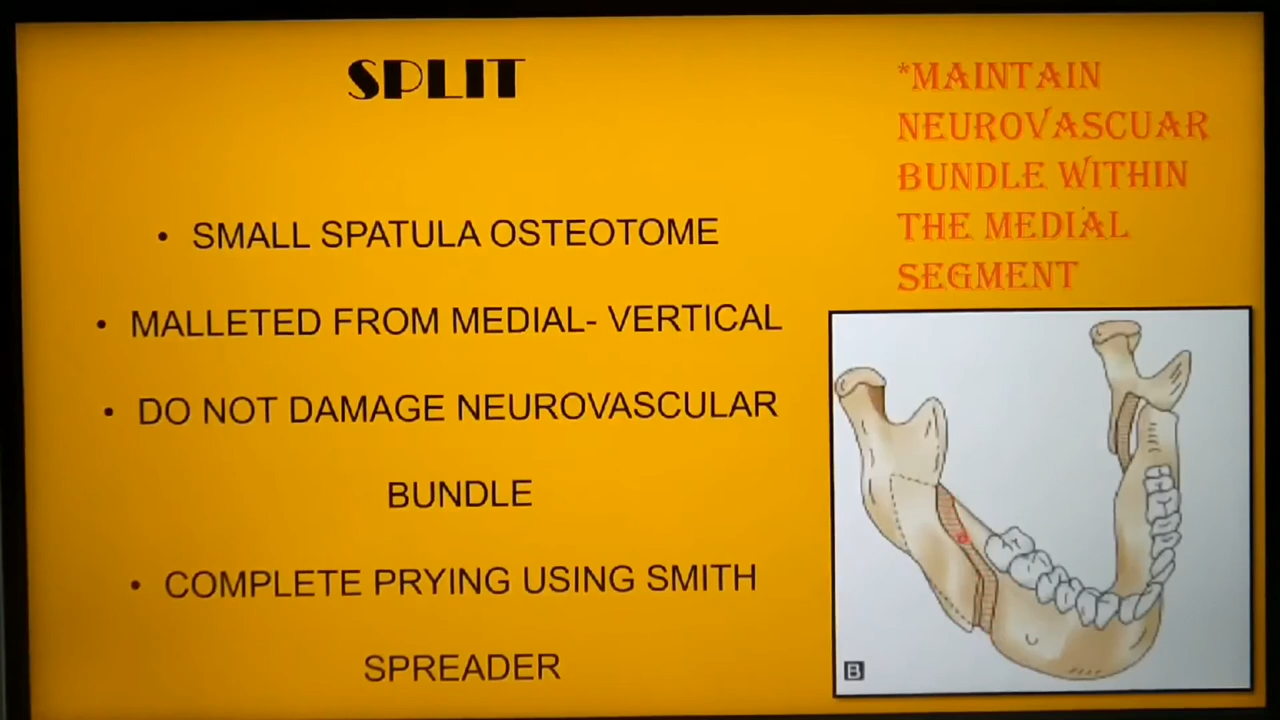 SPLIT
• SMALL SPATULA OSTEOTOME
• MALLETED FROM MEDIAL- VERTICAL
• DO NOT DAMAGE NEUROVASCULAR
BUNDLE
• COMPLETE PRYING USING SMITH
SPREADER
*MAINTAIN
NEUROVASCUAR
BUNDLE WITHIN
THE MEDIAL
SEGMENT
B